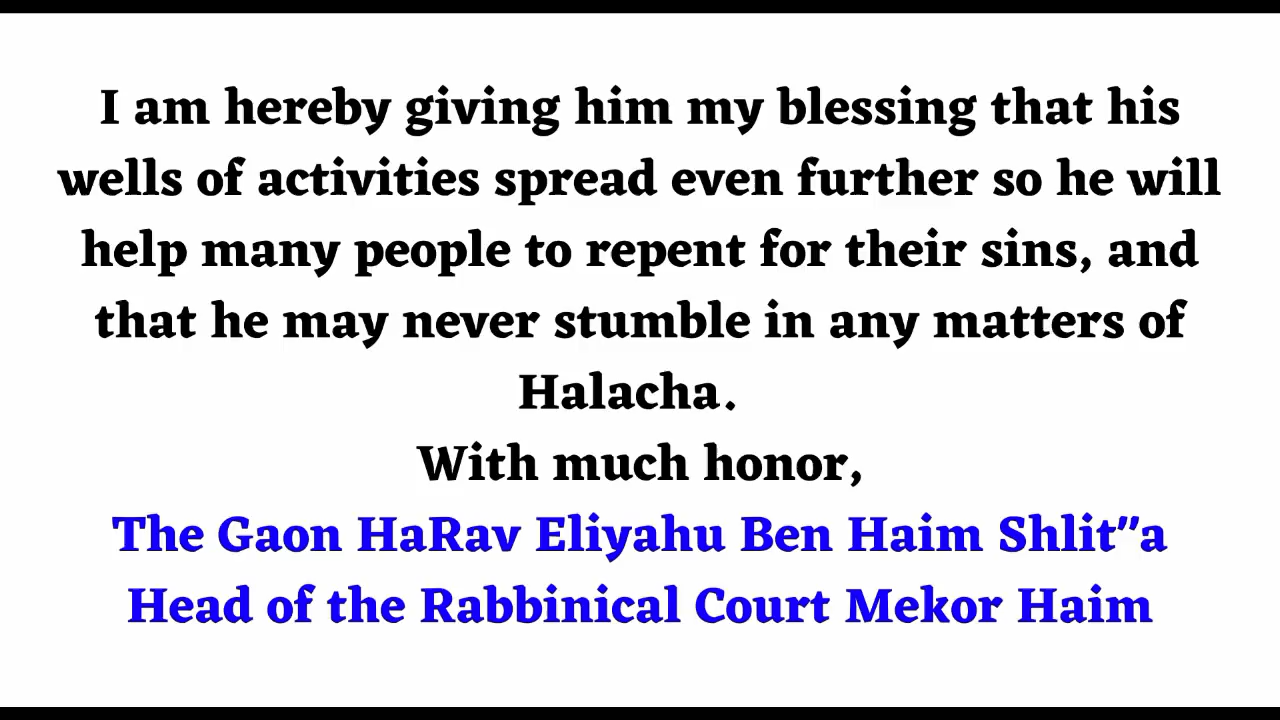 I am hereby giving him my blessing that his
wells of activities spread even further so he will
help many people to repent for their sins, and
that he may never stumble in any matters of
Halacha.
With much honor,
The Gaon HaRav Eliyahu Ben Haim Shlit"a
Head of the Rabbinical Court Mekor Haim